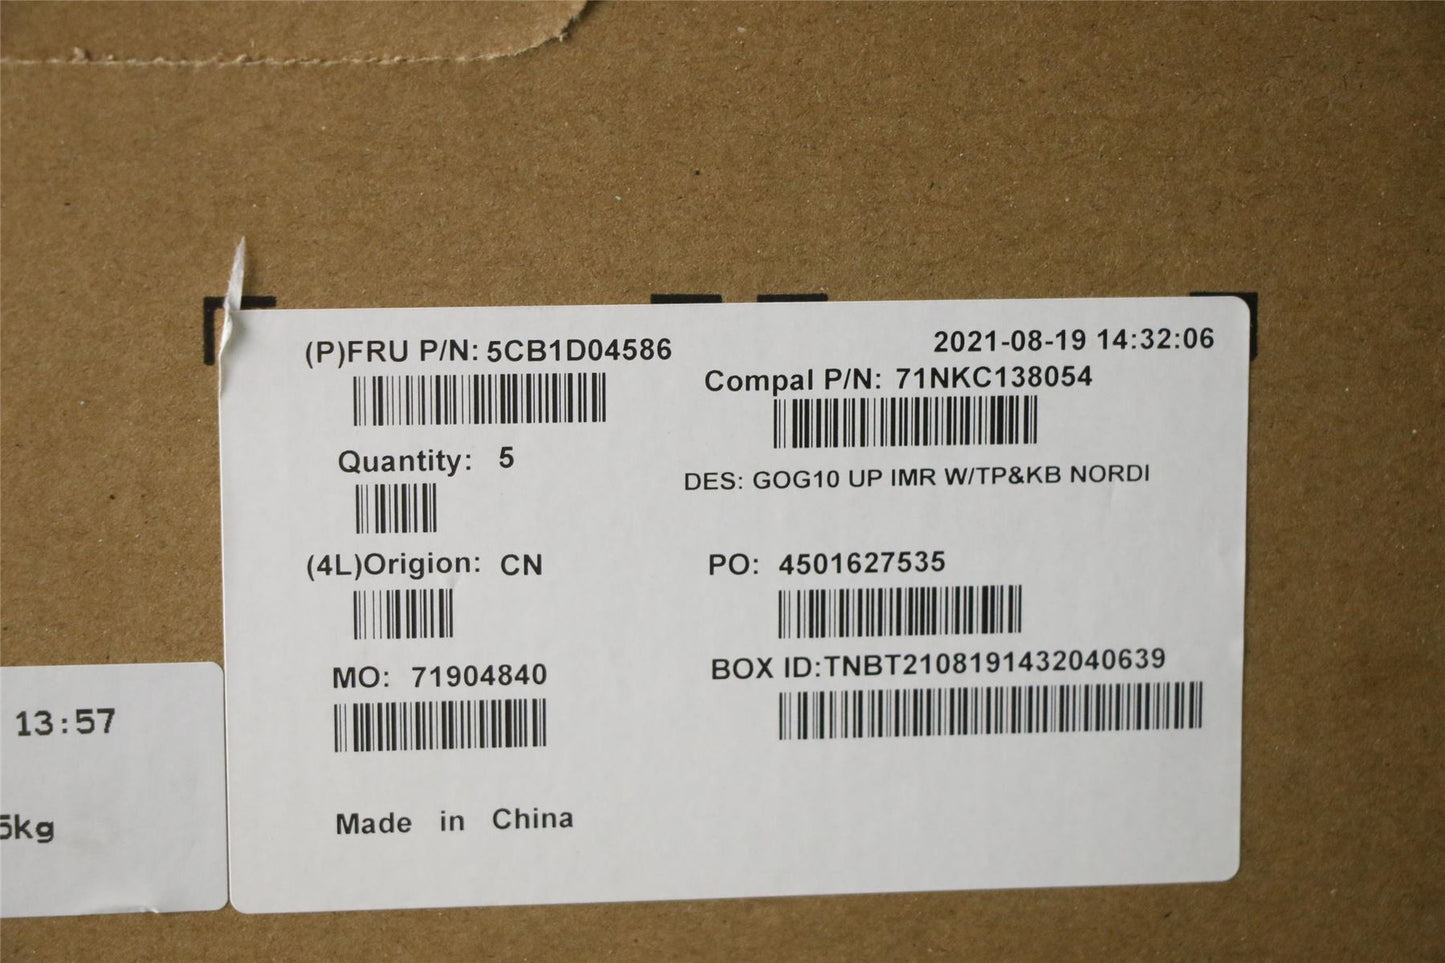 (P)FRU P/N: 5CB1D04586
2021-08-19 14:32:06
Compal P/N: 71NKC138054
Quantity: 5
DES: GOG10 UP IMR W/TP&KB NORDI
(4L)Origion: CN
PO: 4501627535
MO: 71904840
BOX ID:TNBT2108191432040639
Made in China
13:57
5kg